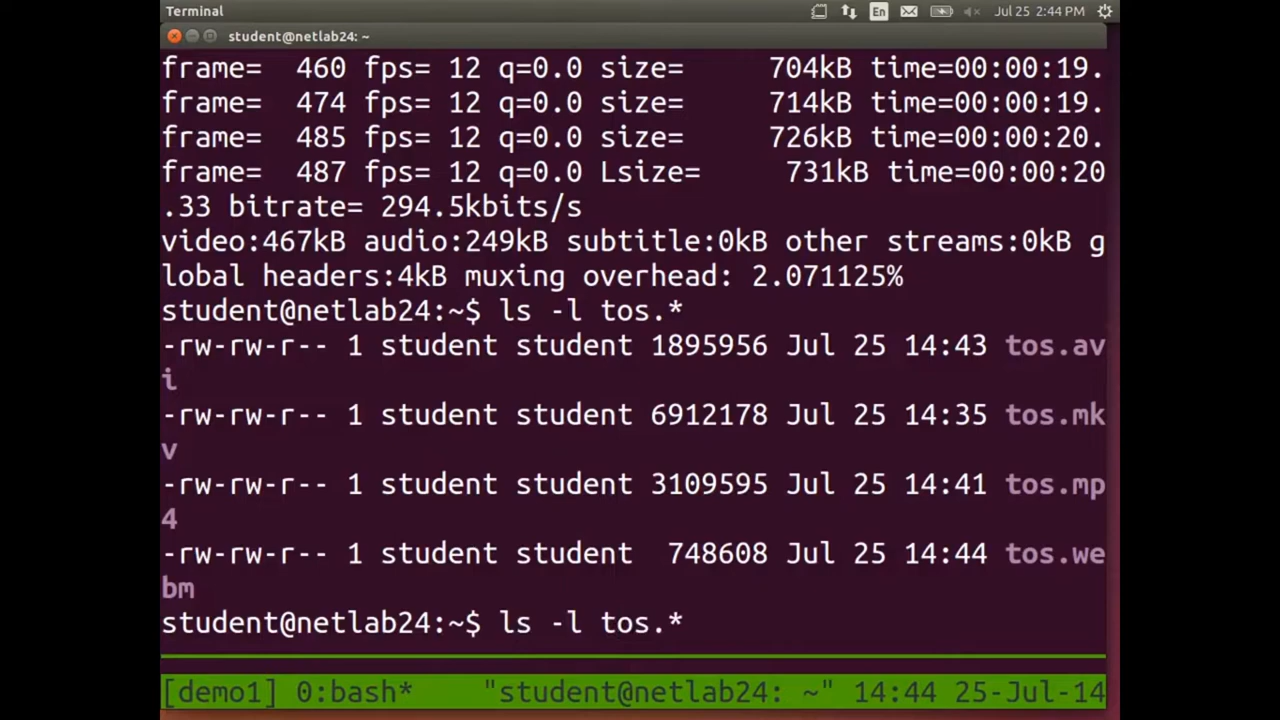 Terminal En Jul 25 2:44 PM
student@netlab24: ~
frame=  460 fps= 12 q=0.0 size=     704kB time=00:00:19.
frame=  474 fps= 12 q=0.0 size=     714kB time=00:00:19.
frame=  485 fps= 12 q=0.0 size=     726kB time=00:00:20.
frame=  487 fps= 12 q=0.0 Lsize=     731kB time=00:00:20
.33 bitrate= 294.5kbits/s
video:467kB audio:249kB subtitle:0kB other streams:0kB g
lobal headers:4kB muxing overhead: 2.071125%
student@netlab24:~$ ls -l tos.*
-rw-rw-r-- 1 student student 1895956 Jul 25 14:43 tos.av
i
-rw-rw-r-- 1 student student 6912178 Jul 25 14:35 tos.mk
v
-rw-rw-r-- 1 student student 3109595 Jul 25 14:41 tos.mp
4
-rw-rw-r-- 1 student student  748608 Jul 25 14:44 tos.we
bm
student@netlab24:~$ ls -l tos.*
[demo1] 0:bash*    "student@netlab24: ~" 14:44 25-Jul-14